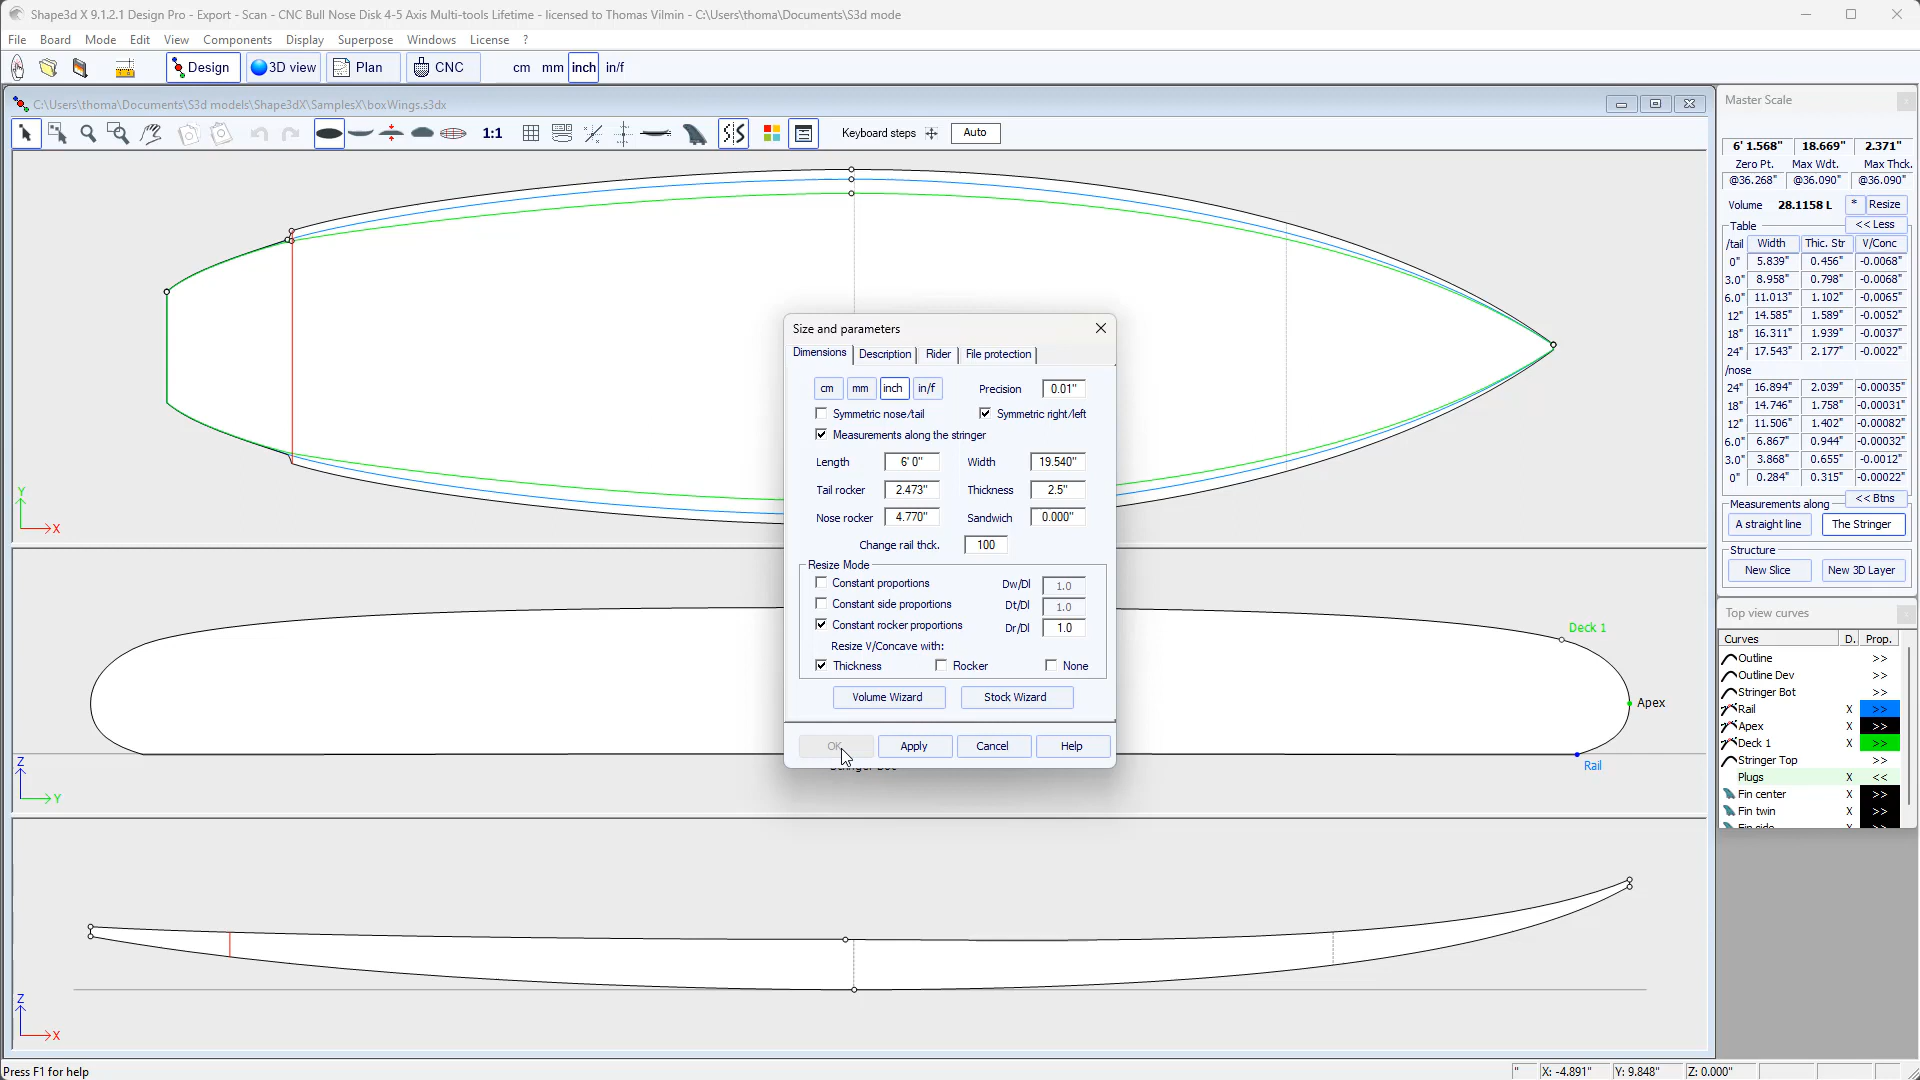 Shape3d X 9.1.2.1 Design Pro - Export - Scan - CNC Bull Nose Disk 4-5 Axis Multi-tools Lifetime - licensed to Thomas Vilmin - C:\Users\thoma\Documents\S3d mode
File Board Mode Edit View Components Display Superpose Windows License ?
Design 3D view Plan CNC cm mm inch in/f
C:\Users\thoma\Documents\S3d models\Shape3dX\SamplesX\boxWings.s3dx
1:1 Keyboard steps Auto
Y
X
Deck 1
Apex
Rail
Z
Y
Z
X
Size and parameters
Dimensions Description Rider File protection
cm mm inch in/f Precision 0.01"
Symmetric nose/tail Symmetric right/left
Measurements along the stringer
Length 6' 0" Width 19.540"
Tail rocker 2.473" Thickness 2.5"
Nose rocker 4.770" Sandwich 0.000"
Change rail thck. 100
Resize Mode
Constant proportions Dw/Dl 1.0
Constant side proportions Dt/Dl 1.0
Constant rocker proportions Dr/Dl 1.0
Resize V/Concave with:
Thickness Rocker None
Volume Wizard Stock Wizard
OK Apply Cancel Help
Stringer Bot
Master Scale
6' 1.568" 18.669" 2.371"
Zero Pt. Max Wdt. Max Thck.
@36.268" @36.090" @36.090"
Volume 28.1158 L * Resize
<< Less
Table
/tail Width Thic. Str V/Conc
0" 5.839" 0.456" -0.0068"
3.0" 8.958" 0.798" -0.0068"
6.0" 11.013" 1.102" -0.0065"
12" 14.585" 1.589" -0.0052"
18" 16.311" 1.939" -0.0037"
24" 17.543" 2.177" -0.0022"
/nose
24" 16.894" 2.039" -0.00035"
18" 14.746" 1.758" -0.00031"
12" 11.506" 1.402" -0.00082"
6.0" 6.867" 0.944" -0.00032"
3.0" 3.868" 0.655" -0.0012"
0" 0.284" 0.315" -0.00022"
<< Btns
Measurements along
A straight line The Stringer
Structure
New Slice New 3D Layer
Top view curves
Curves D. Prop.
Outline >>
Outline Dev >>
Stringer Bot >>
Rail X >>
Apex X >>
Deck 1 X >>
Stringer Top >>
Plugs X <<
Fin center X >>
Fin twin X >>
Fin side X >>
Press F1 for help " X: -4.891" Y: 9.848" Z: 0.000"